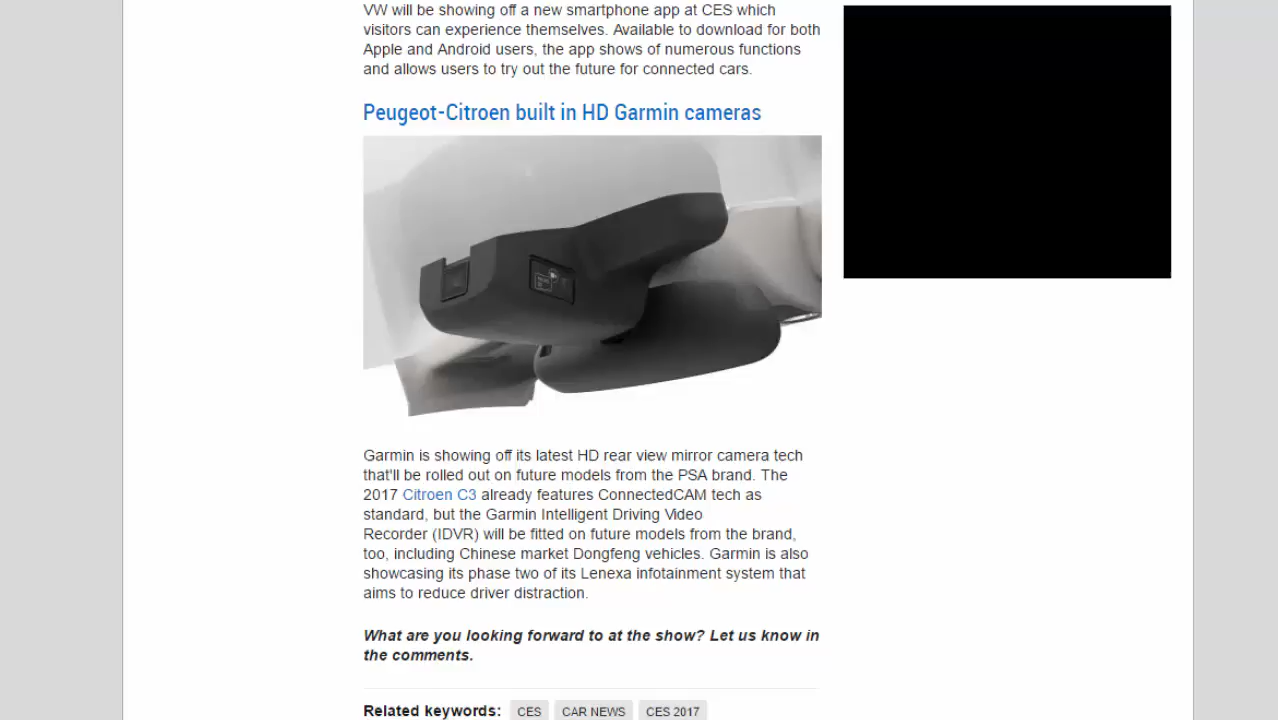 VW will be showing off a new smartphone app at CES which
visitors can experience themselves. Available to download for both
Apple and Android users, the app shows of numerous functions
and allows users to try out the future for connected cars.
Peugeot-Citroen built in HD Garmin cameras
Garmin is showing off its latest HD rear view mirror camera tech
that'll be rolled out on future models from the PSA brand. The
2017 Citroen C3 already features ConnectedCAM tech as
standard, but the Garmin Intelligent Driving Video
Recorder (IDVR) will be fitted on future models from the brand,
too, including Chinese market Dongfeng vehicles. Garmin is also
showcasing its phase two of its Lenexa infotainment system that
aims to reduce driver distraction.
What are you looking forward to at the show? Let us know in
the comments.
Related keywords: CES CAR NEWS CES 2017